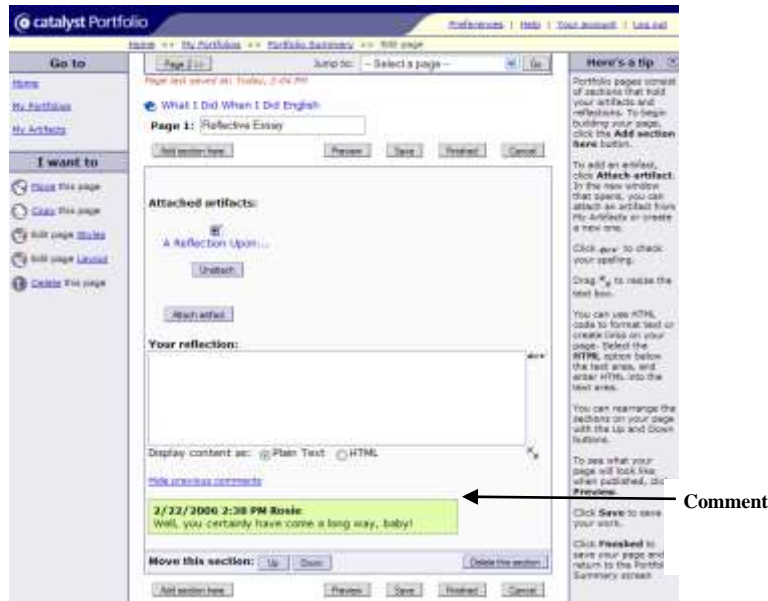 catalyst Portfolio
Preferences | Help | Your account | Log out
Home >> My Portfolios >> Portfolio Summary >> Edit page
Go to
Home
My Portfolios
My Artifacts
I want to
Move this page
Copy this page
Edit page Styles
Edit page Layout
Delete this page
Page 2 >>
Jump to: -- Select a page -- Go
Page last saved at: Today, 2:04 PM
What I Did When I Did English
Page 1: Reflective Essay
Add section here Preview Save Finished Cancel
Attached artifacts:
A Reflection Upon...
Unattach
Attach artifact
Your reflection:
Display content as: Plain Text HTML
Hide previous comments
2/22/2006 2:38 PM Rosie:
Well, you certainly have come a long way, baby!
Move this section: Up Down Delete this section
Add section here Preview Save Finished Cancel
Here's a tip
Portfolio pages consist
of sections that hold
your artifacts and
reflections. To begin
building your page,
click the Add section
here button.
To add an artifact,
click Attach artifact.
In the new window
that opens, you can
attach an artifact from
My Artifacts or create
a new one.
Click to check
your spelling.
Drag to resize the
text box.
You can use HTML
code to format text or
create links on your
page. Select the
HTML option below
the text area, and
enter HTML into the
text area.
You can rearrange the
sections on your page
with the Up and Down
buttons.
To see what your
page will look like
when published, click
Preview.
Click Save to save
your work.
Click Finished to
save your page and
return to the Portfolio
Summary screen
Comment